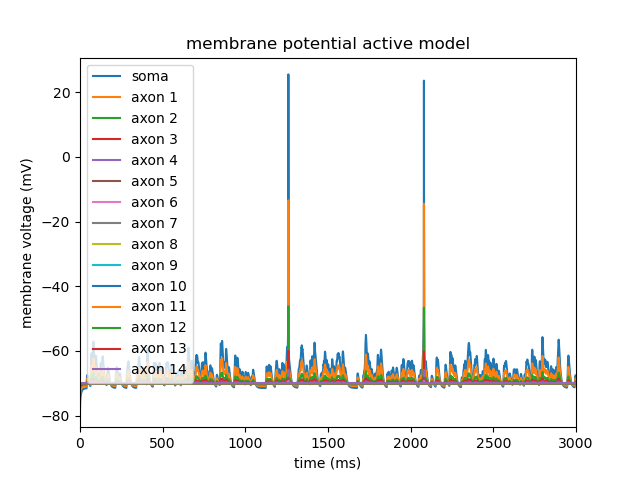 membrane potential active model
membrane voltage (mV)
20
0
−20
−40
−60
−80
soma
axon 1
axon 2
axon 3
axon 4
axon 5
axon 6
axon 7
axon 8
axon 9
axon 10
axon 11
axon 12
axon 13
axon 14
0 500 1000 1500 2000 2500 3000
time (ms)